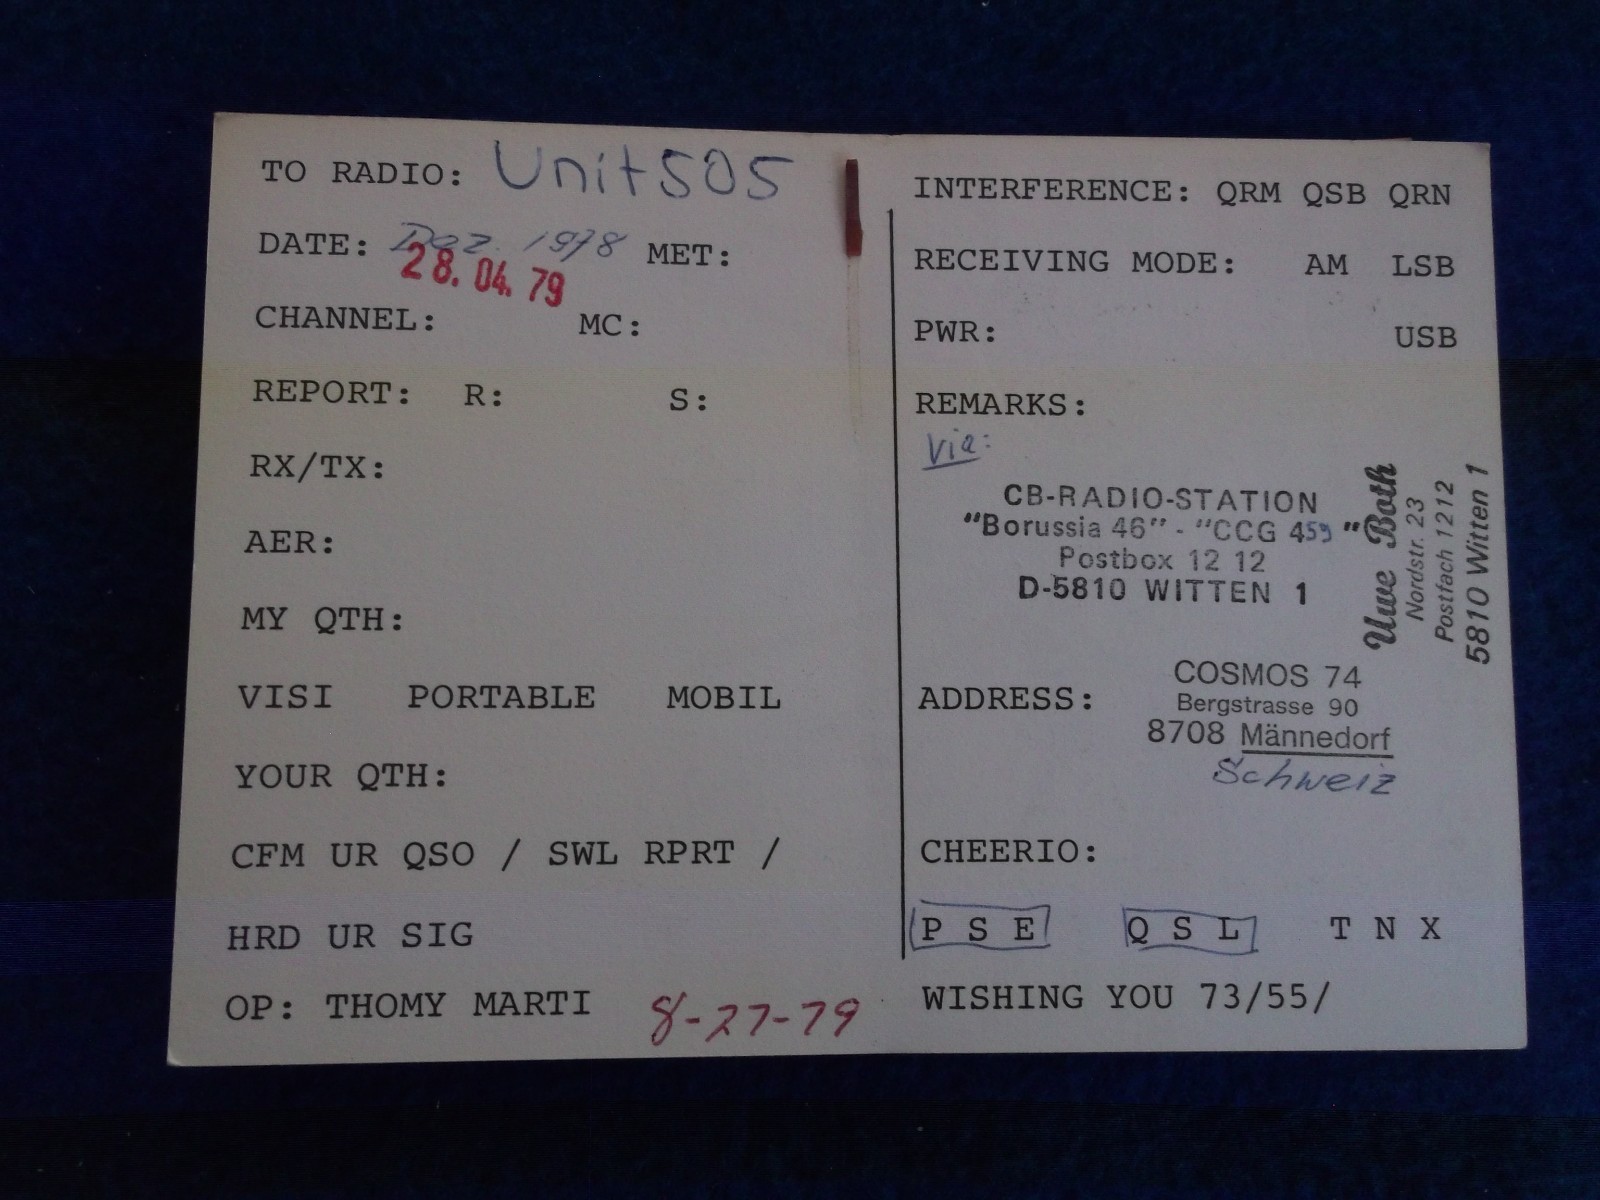 TO RADIO: Unit 505
DATE: Dez. 1978 MET:
28.04.79
CHANNEL: MC:
REPORT: R: S:
RX/TX:
AER:
MY QTH:
VISI PORTABLE MOBIL
YOUR QTH:
CFM UR QSO / SWL RPRT /
HRD UR SIG
OP: THOMY MARTI 8-27-79
INTERFERENCE: QRM QSB QRN
RECEIVING MODE: AM LSB
PWR: USB
REMARKS:
Via:
CB-RADIO-STATION
"Borussia 46" - "CCG 459"
Postbox 12 12
D-5810 WITTEN 1
Uwe Both
Nordstr. 23
Postfach 1212
5810 Witten 1
ADDRESS: COSMOS 74
Bergstrasse 90
8708 Männedorf
Schweiz
CHEERIO:
PSE QSL TNX
WISHING YOU 73/55/